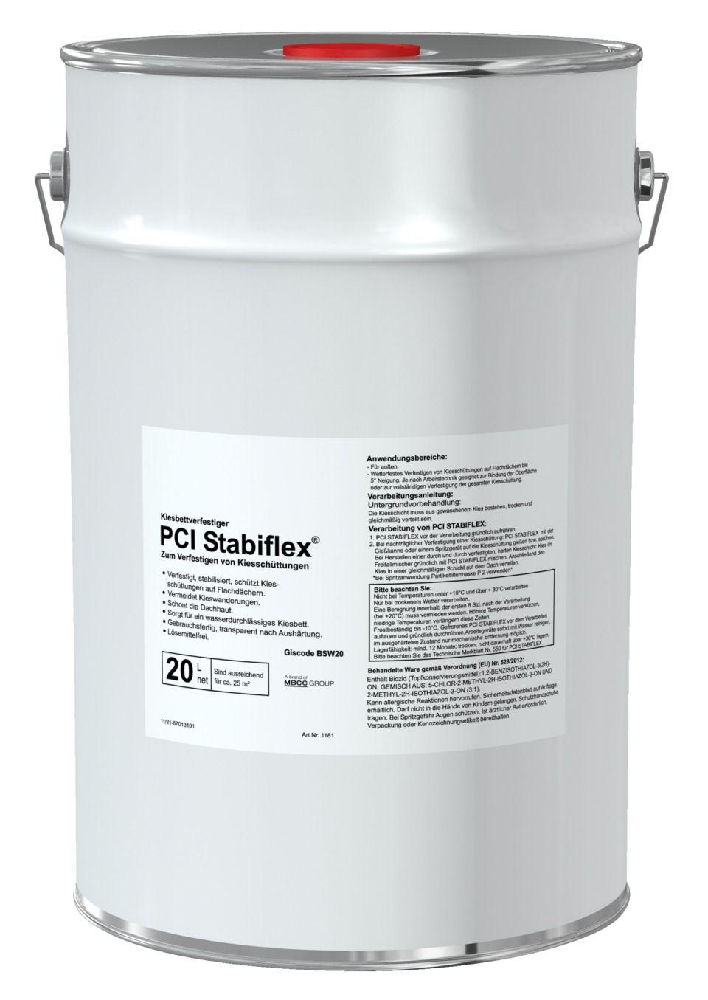 Kiesbettverfestiger
PCI Stabiflex®
Zum Verfestigen von Kiesschüttungen
• Verfestigt, stabilisiert, schützt Kies-
schüttungen auf Flachdächern.
• Vermeidet Kieswanderungen.
• Schont die Dachhaut.
• Sorgt für ein wasserdurchlässiges Kiesbett.
• Gebrauchsfertig, transparent nach Aushärtung.
• Lösemittelfrei.
Giscode BSW20
20 L net
Sind ausreichend
für ca. 25 m²
A brand of
MBCC GROUP
11/21-67013101
Art.Nr. 1181
Anwendungsbereiche:
- Für außen.
- Wetterfestes Verfestigen von Kiesschüttungen auf Flachdächern bis
5° Neigung. Je nach Arbeitstechnik geeignet zur Bindung der Oberfläche
oder zur vollständigen Verfestigung der gesamten Kiesschüttung.
Verarbeitungsanleitung:
Untergrundvorbehandlung:
Die Kiesschicht muss aus gewaschenem Kies bestehen, trocken und
gleichmäßig verteilt sein.
Verarbeitung von PCI STABIFLEX:
1. PCI STABIFLEX vor der Verarbeitung gründlich aufrühren.
2. Bei nachträglicher Verfestigung einer Kiesschüttung: PCI STABIFLEX mit der
Gießkanne oder einem Spritzgerät auf die Kiesschüttung gießen bzw. sprühen.
Bei Herstellen einer durch und durch verfestigten, harten Kiesschicht: Kies im
Freifallmischer gründlich mit PCI STABIFLEX mischen. Anschließend den
Kies in einer gleichmäßigen Schicht auf dem Dach verteilen.
*Bei Spritzanwendung Partikelfiltermaske P 2 verwenden*
Bitte beachten Sie:
Nicht bei Temperaturen unter +10°C und über + 30°C verarbeiten
Nur bei trockenem Wetter verarbeiten.
Eine Beregnung innerhalb der ersten 8 Std. nach der Verarbeitung
(bei +20°C) muss vermieden werden. Höhere Temperaturen verkürzen,
niedrige Temperaturen verlängern diese Zeiten.
Frostbeständig bis -10°C. Gefrorenes PCI STABIFLEX vor dem Verarbeiten
auftauen und gründlich durchrühren. Arbeitsgeräte sofort mit Wasser reinigen,
im ausgehärteten Zustand nur mechanische Entfernung möglich.
Lagerfähigkeit: mind. 12 Monate; trocken, nicht dauerhaft über +30°C lagern.
Bitte beachten Sie das Technische Merkblatt Nr. 550 für PCI STABIFLEX.
Behandelte Ware gemäß Verordnung (EU) Nr. 528/2012:
Enthält Biozid (Topfkonservierungsmittel):1,2-BENZISOTHIAZOL-3(2H)-
ON, GEMISCH AUS: 5-CHLOR-2-METHYL-2H-ISOTHIAZOL-3-ON UND
2-METHYL-2H-ISOTHIAZOL-3-ON (3:1).
Kann allergische Reaktionen hervorrufen. Sicherheitsdatenblatt auf Anfrage
erhältlich. Darf nicht in die Hände von Kindern gelangen. Schutzhandschuhe
tragen. Bei Spritzgefahr Augen schützen. Ist ärztlicher Rat erforderlich,
Verpackung oder Kennzeichnungsetikett bereithalten.